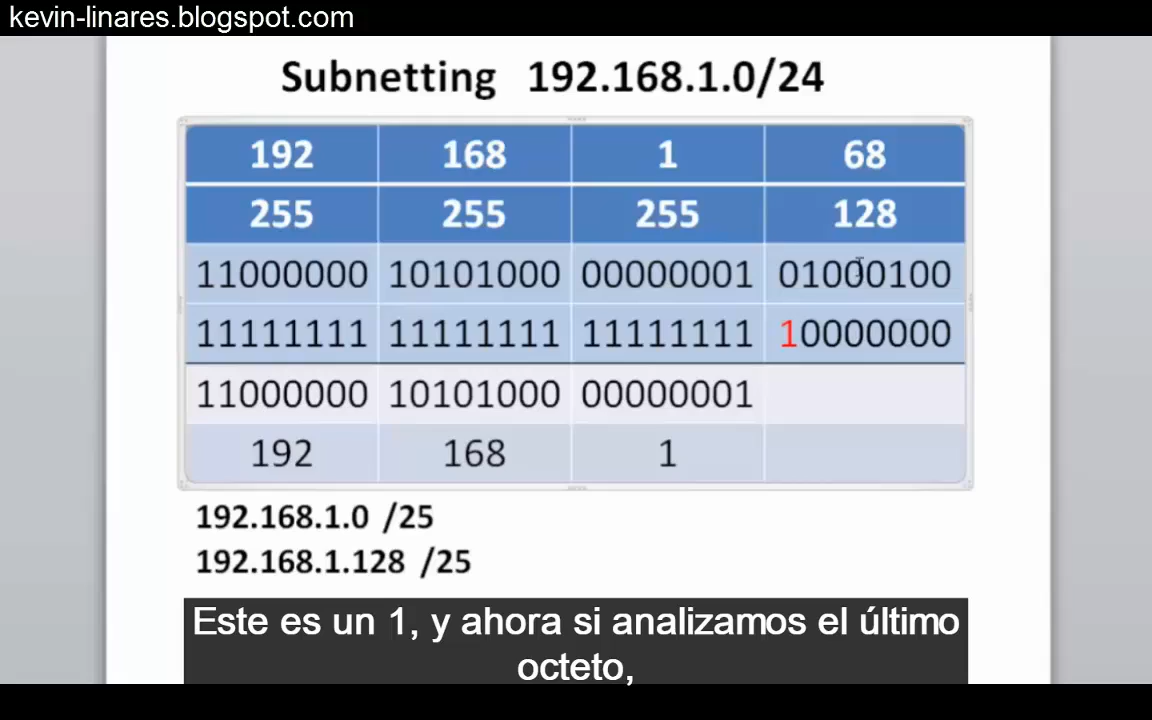 kevin-linares.blogspot.com
Subnetting 192.168.1.0/24
192 168 1 68
255 255 255 128
11000000 10101000 00000001 01000100
11111111 11111111 11111111 10000000
11000000 10101000 00000001
192 168 1
192.168.1.0 /25
192.168.1.128 /25
Este es un 1, y ahora si analizamos el último
octeto,